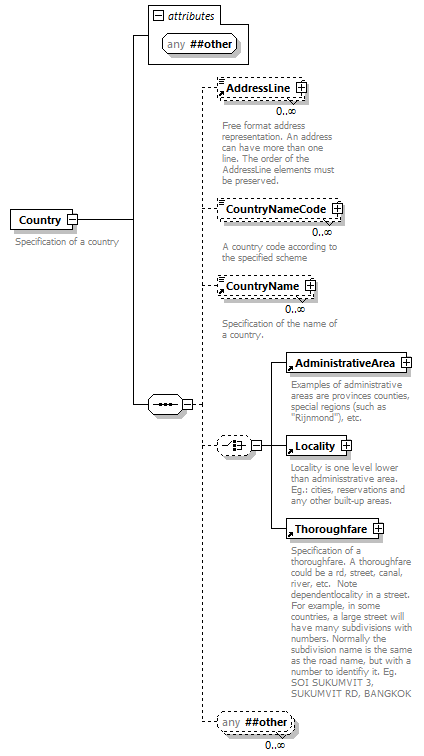 attributes
any ##other
AddressLine
0..∞
Free format address
representation. An address
can have more than one
line. The order of the
AddressLine elements must
be preserved.
CountryNameCode
0..∞
A country code according to
the specified scheme
Country
Specification of a country
CountryName
0..∞
Specification of the name of
a country.
AdministrativeArea
Examples of administrative
areas are provinces counties,
special regions (such as
"Rijnmond"), etc.
Locality
Locality is one level lower
than adminisstrative area.
Eg.: cities, reservations and
any other built-up areas.
Thoroughfare
Specification of a
thoroughfare. A thoroughfare
could be a rd, street, canal,
river, etc.  Note
dependentlocality in a street.
For example, in some
countries, a large street will
have many subdivisions with
numbers. Normally the
subdivision name is the same
as the road name, but with a
number to identifiy it. Eg.
SOI SUKUMVIT 3,
SUKUMVIT RD, BANGKOK
any ##other
0..∞